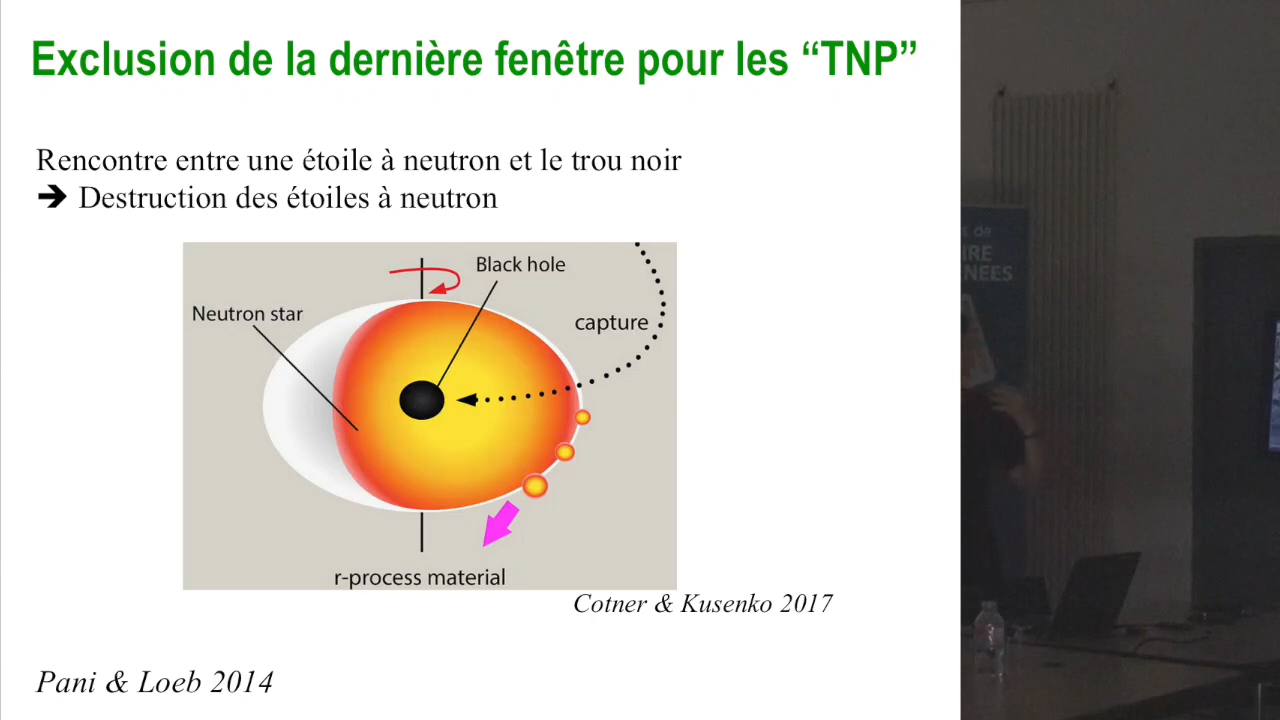 Exclusion de la dernière fenêtre pour les “TNP”
Rencontre entre une étoile à neutron et le trou noir
➔ Destruction des étoiles à neutron
Black hole
Neutron star
capture
r-process material
Cotner & Kusenko 2017
Pani & Loeb 2014
de